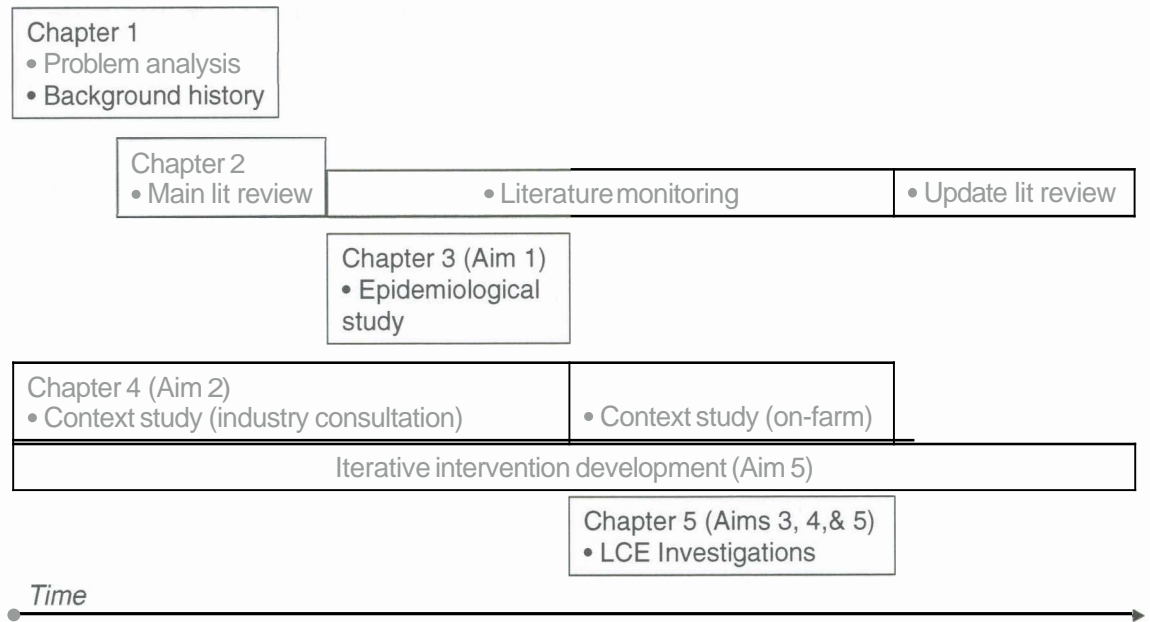 Chapter 1
• Problem analysis
• Background history
Chapter 2
• Main lit review
• Literature monitoring
• Update lit review
Chapter 3 (Aim 1)
• Epidemiological
study
Chapter 4 (Aim 2)
• Context study (industry consultation)
• Context study (on-farm)
Iterative intervention development (Aim 5)
Chapter 5 (Aims 3, 4,& 5)
• LCE Investigations
Time